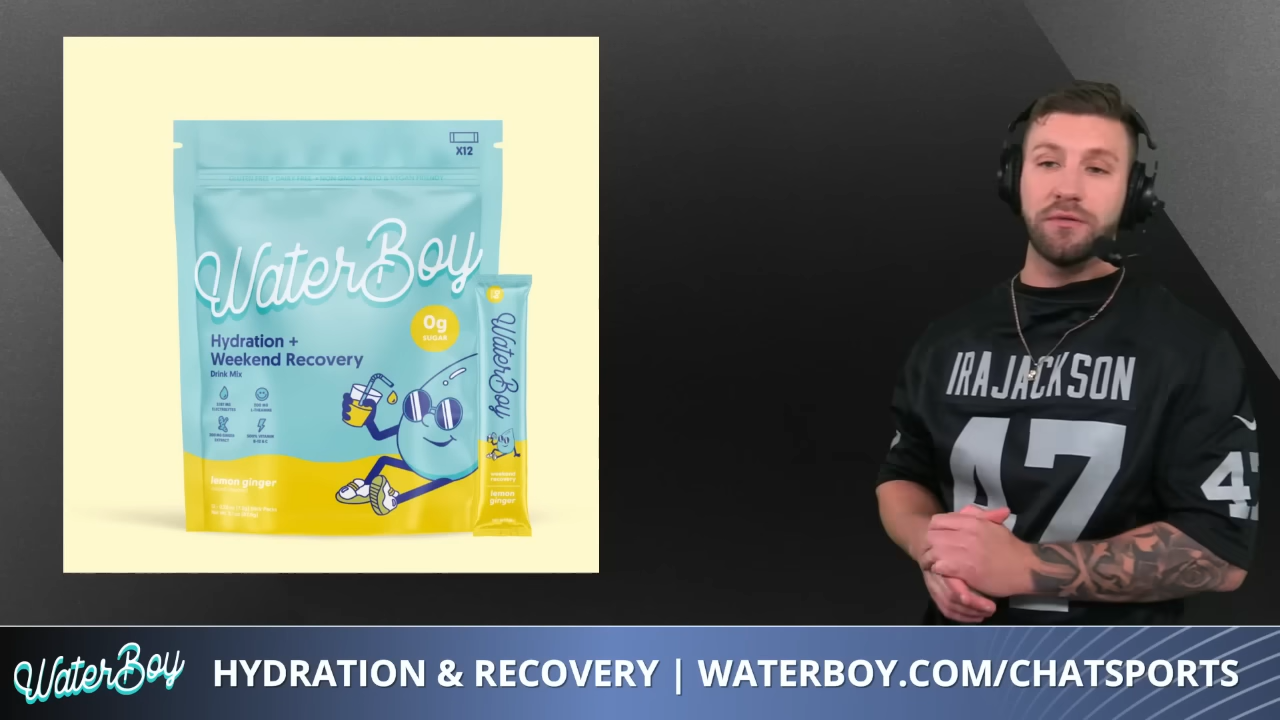 X12
WaterBoy
0g
SUGAR
Hydration +
Weekend Recovery
Drink Mix
lemon ginger
WaterBoy
weekend
recovery
lemon
ginger
IRAJACKSON
47
47
WaterBoy
HYDRATION & RECOVERY | WATERBOY.COM/CHATSPORTS